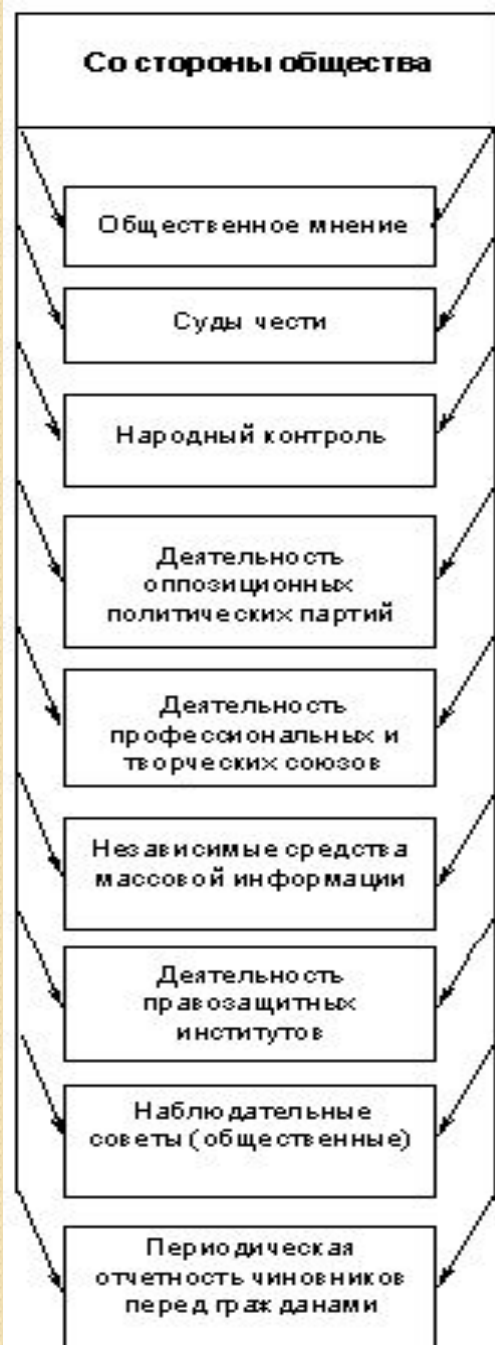 Со стороны общества
Общественное мнение
Суды чести
Народный контроль
Деятельность
оппозиционных
политических партий
Деятельность
профессиональных и
творческих союзов
Независимые средства
массовой информации
Деятельность
правозащитных
институтов
Наблюдательные
советы (общественные)
Периодическая
отчетность чиновников
перед гражданами